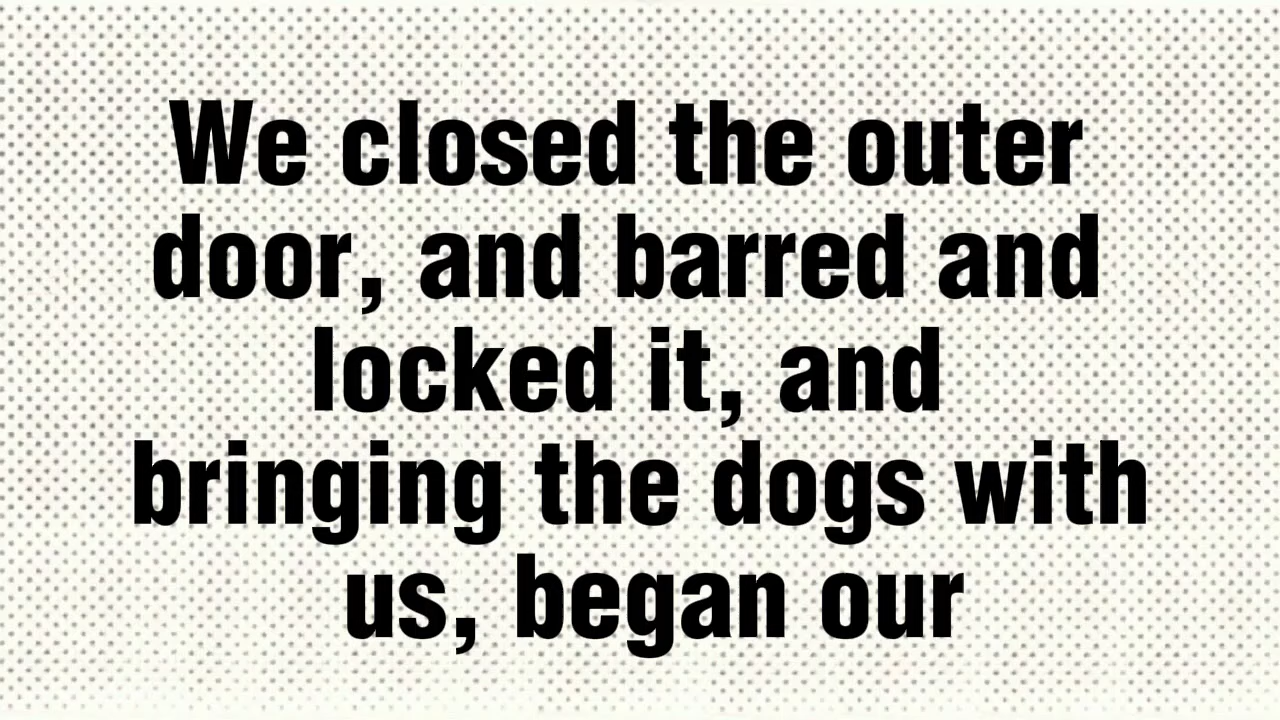 We closed the outer
door, and barred and
locked it, and
bringing the dogs with
us, began our